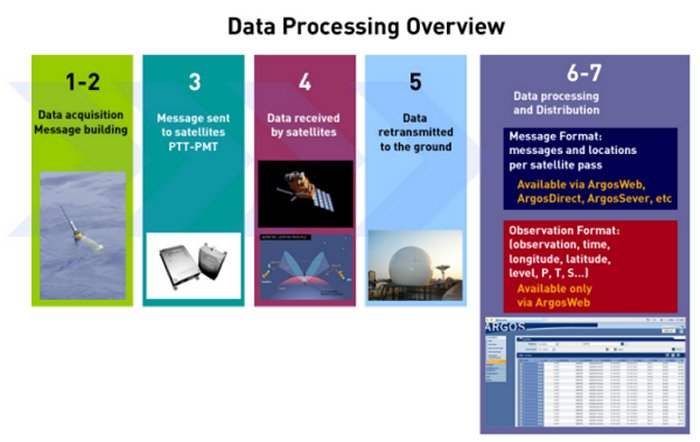 Data Processing Overview
1-2
Data acquisition
Message building
3
Message sent
to satellites
PTT-PMT
4
Data received
by satellites
5
Data
retransmitted
to the ground
6-7
Data processing
and Distribution
Message Format:
messages and locations
per satellite pass
Available via ArgosWeb,
ArgosDirect, ArgosSever, etc
Observation Format:
(observation, time,
longitude, latitude,
level, P, T, S...)
Available only
via ArgosWeb
ARGOS